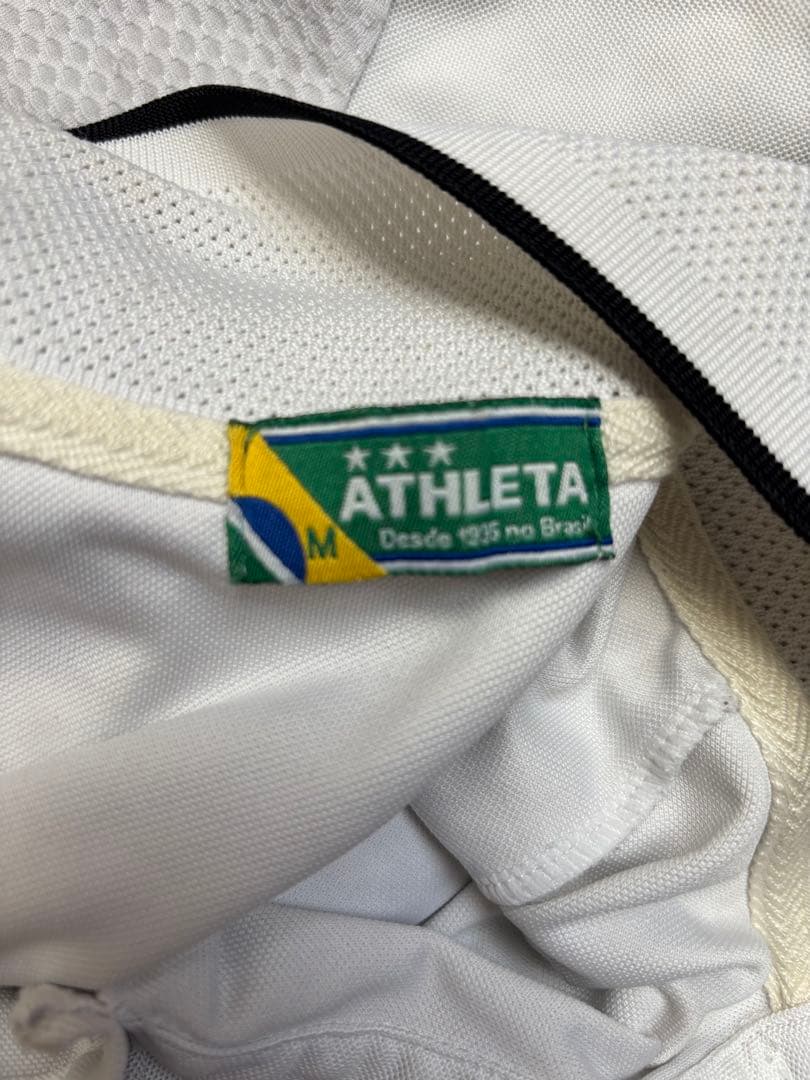 ★★★
ATHLETA
Desde 1935 no Brasil
M